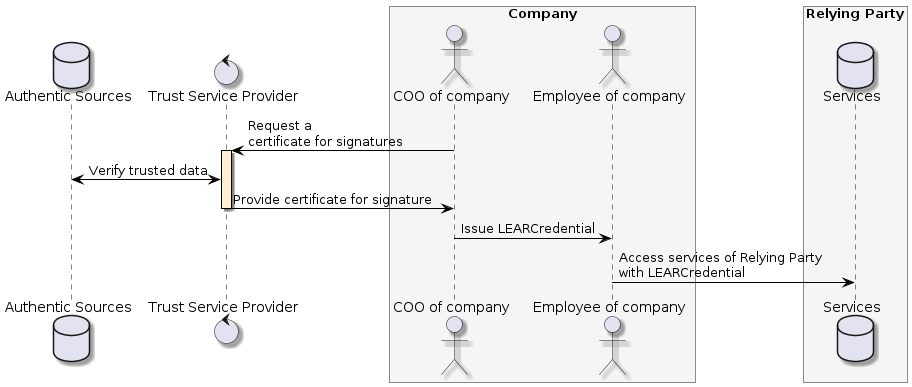 Company
Relying Party
Authentic Sources
Trust Service Provider
COO of company
Employee of company
Services
Request a
certificate for signatures
Verify trusted data
Provide certificate for signature
Issue LEARCredential
Access services of Relying Party
with LEARCredential
Authentic Sources
Trust Service Provider
COO of company
Employee of company
Services